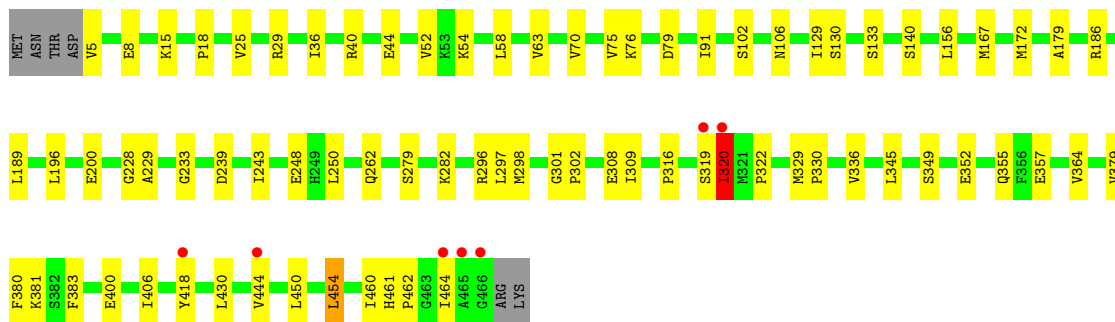 MET ASN THR ASP V5 E8 K15 P18 V25 R29 I36 R40 E44 V52 K53 K54 L58 V63 V70 V75 K76 D79 I91 S102 N106 I129 S130 S133 S140 L156 M167 M172 A179 R186
L189 L196 E200 G228 A229 G233 D239 I243 E248 H249 L250 Q262 S279 K282 R296 L297 M298 G301 P302 E308 I309 P316 S319 I320 M321 P322 M329 P330 V336 L345 S349 E352 Q355 F356 E357 V364
F380 K381 S382 F383 E400 I406 Y418 L430 V444 L450 L454 I460 H461 P462 G463 I464 A465 G466 ARG LYS